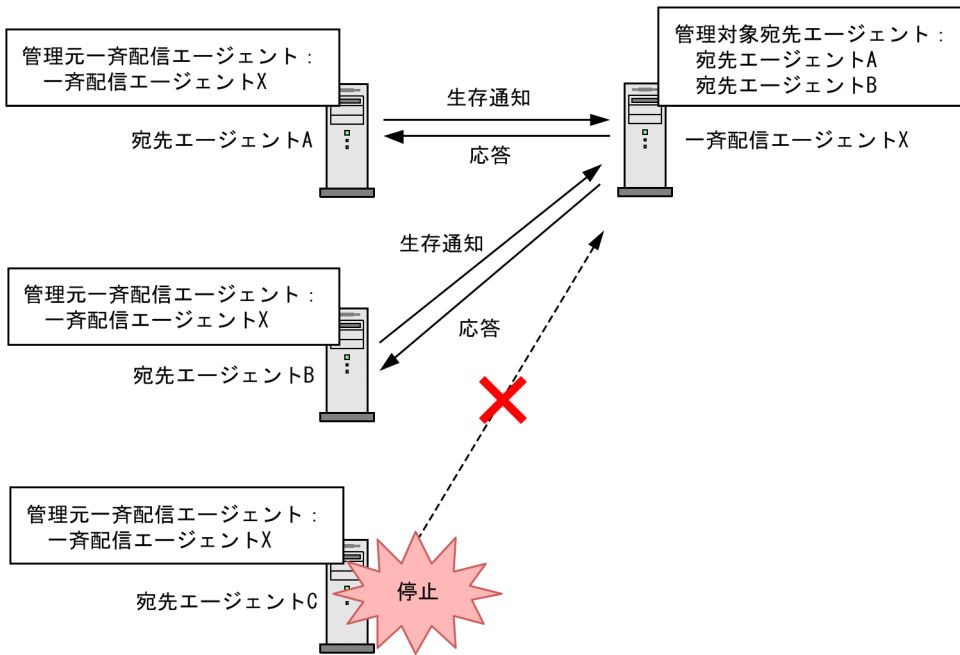 管理元一斉配信エージェント：
一斉配信エージェントX
宛先エージェントA
生存通知
応答
管理対象宛先エージェント：
宛先エージェントA
宛先エージェントB
一斉配信エージェントX
管理元一斉配信エージェント：
一斉配信エージェントX
宛先エージェントB
生存通知
応答
管理元一斉配信エージェント：
一斉配信エージェントX
宛先エージェントC
停止